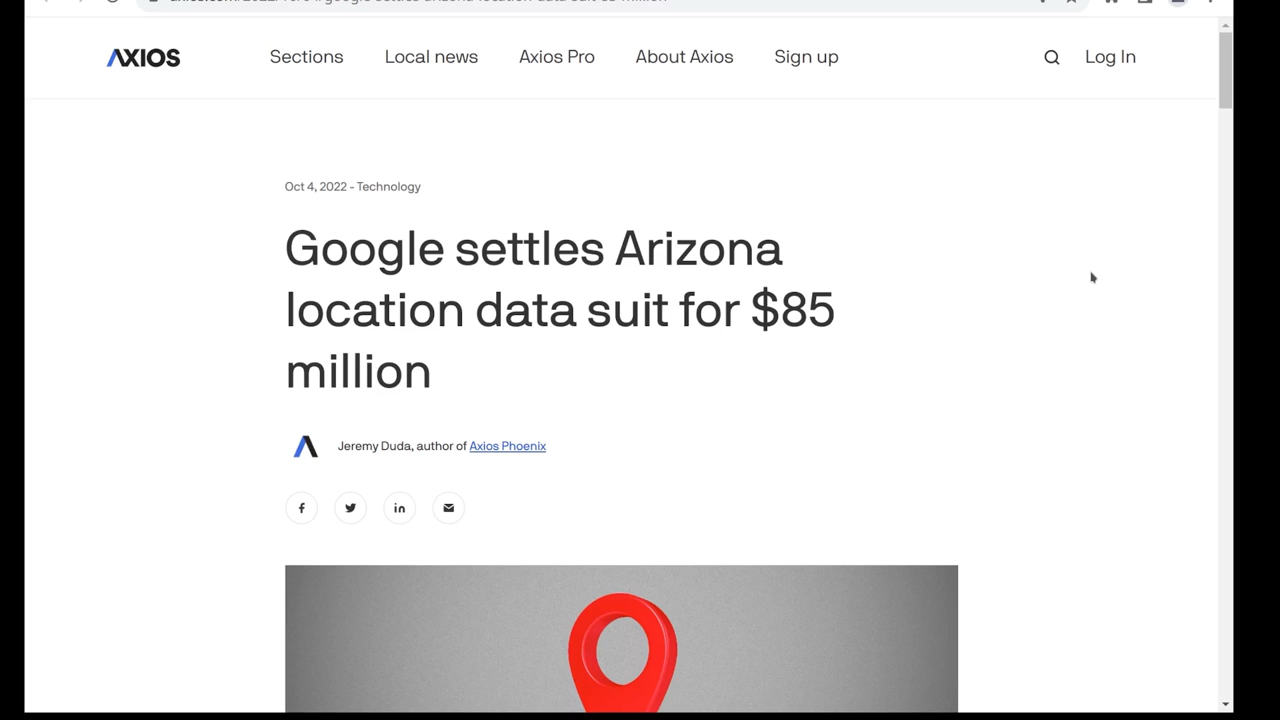 AXIOS
Sections Local news Axios Pro About Axios Sign up Log In
Oct 4, 2022 - Technology
Google settles Arizona
location data suit for $85
million
Jeremy Duda, author of Axios Phoenix